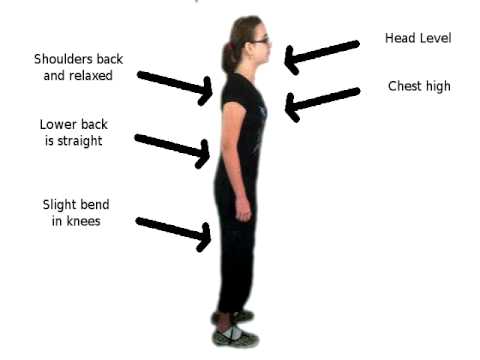 Head Level
Shoulders back
and relaxed
Chest high
Lower back
is straight
Slight bend
in knees